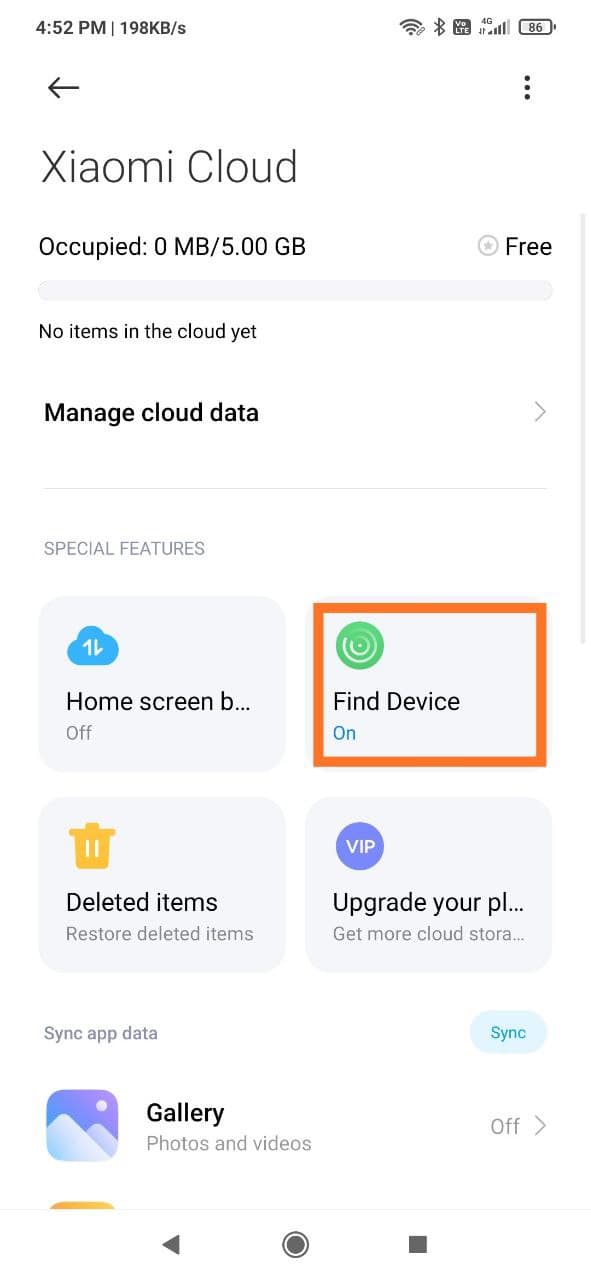 4:52 PM | 198KB/s Vo LTE 4G 86
Xiaomi Cloud
Occupied: 0 MB/5.00 GB Free
No items in the cloud yet
Manage cloud data
SPECIAL FEATURES
Home screen b...
Off
Find Device
On
Deleted items
Restore deleted items
VIP
Upgrade your pl...
Get more cloud stora...
Sync app data Sync
Gallery
Photos and videos
Off